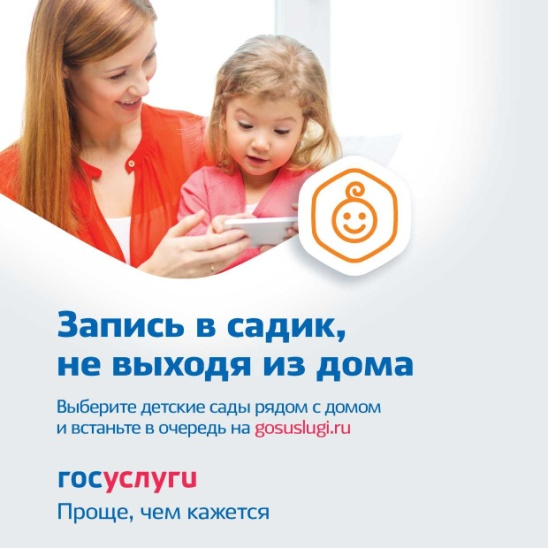 Запись в садик,
не выходя из дома
Выберите детские сады рядом с домом
и встаньте в очередь на gosuslugi.ru
госуслуги
Проще, чем кажется